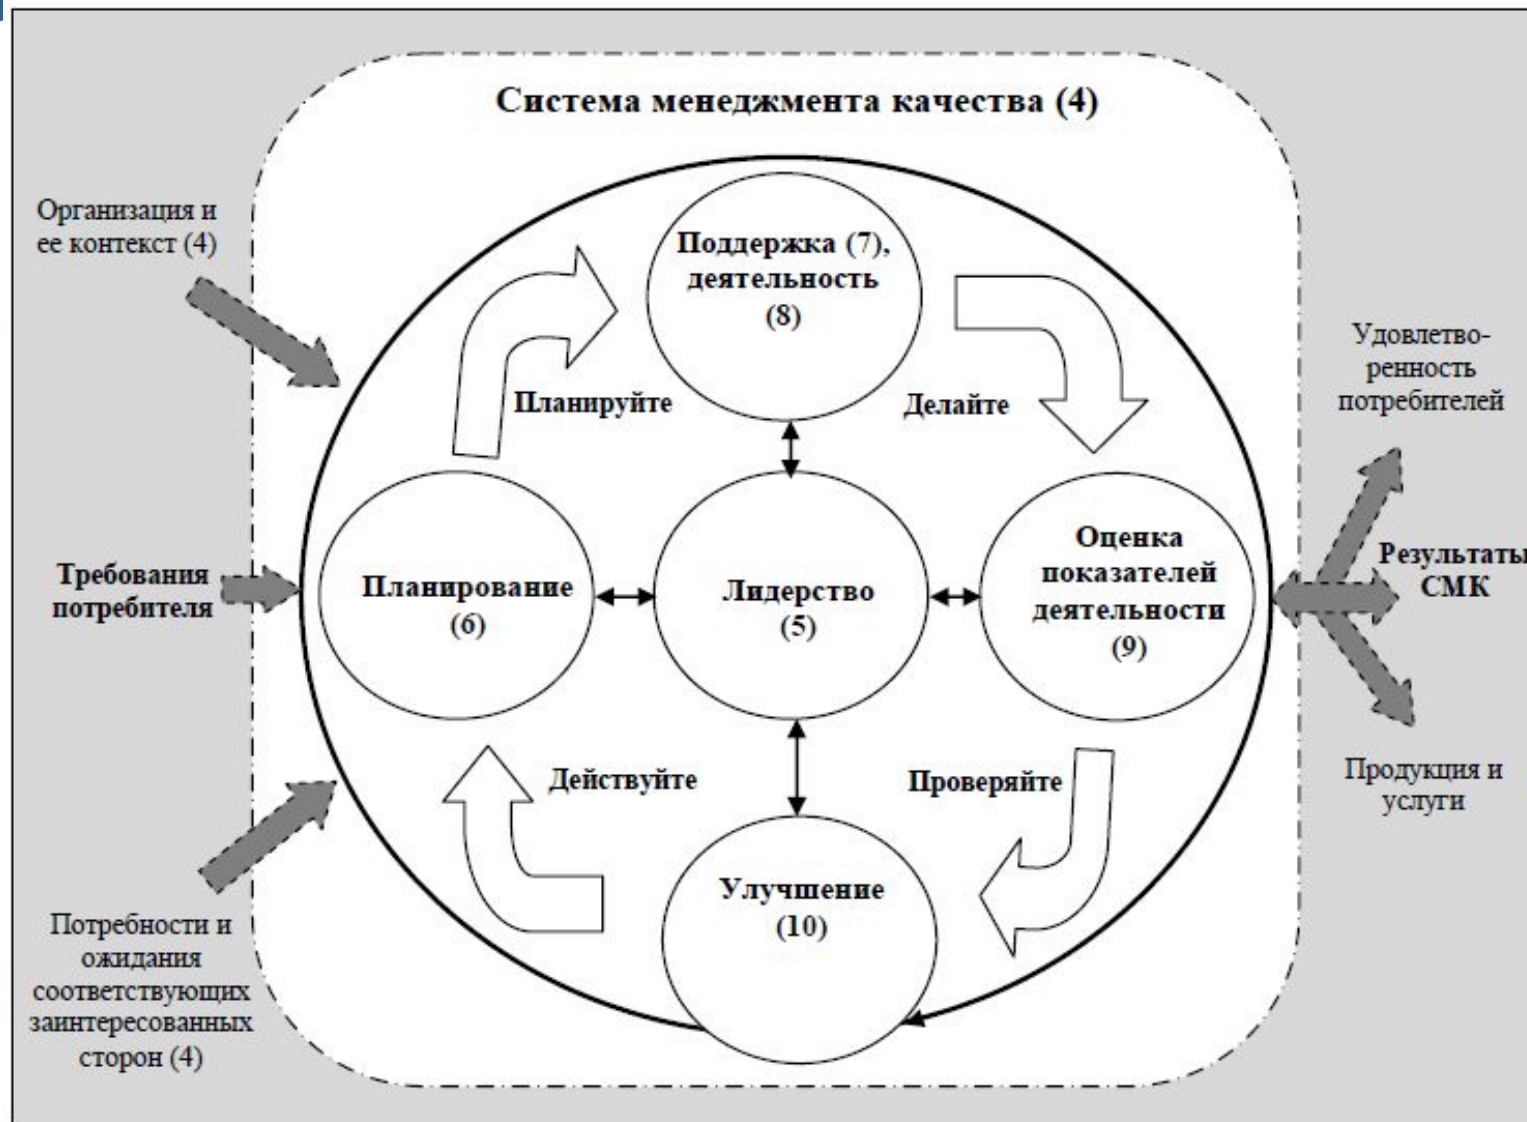 Система менеджмента качества (4)
Организация и
ее контекст (4)
Поддержка (7),
деятельность
(8)
Планируйте
Делайте
Удовлетво-
ренность
потребителей
Требования
потребителя
Планирование
(6)
Лидерство
(5)
Оценка
показателей
деятельности
(9)
Результаты
СМК
Действуйте
Проверяйте
Продукция и
услуги
Улучшение
(10)
Потребности и
ожидания
соответствующих
заинтересованных
сторон (4)